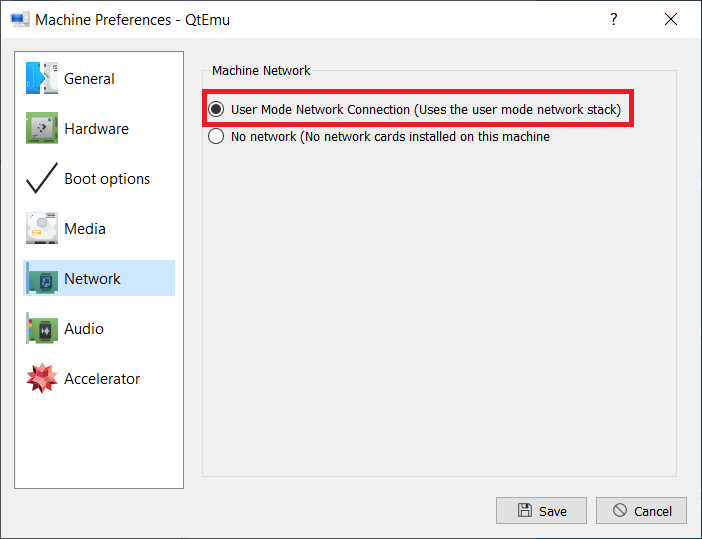 Machine Preferences - QtEmu
?
General
Hardware
Boot options
Media
Network
Audio
Accelerator
Machine Network
User Mode Network Connection (Uses the user mode network stack)
No network (No network cards installed on this machine
Save
Cancel